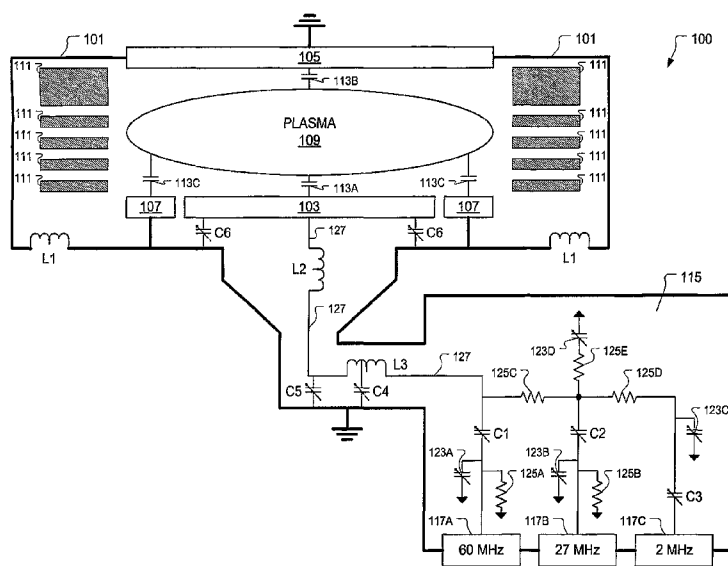 101
101
100
105
111
111
113B
PLASMA
109
111
111
111
111
111
111
111
111
113C
113A
113C
107
103
107
C6
127
C6
L1
L2
L1
115
127
123D
125E
L3
127
125C
125D
C5
C4
123C
C1
C2
123A
123B
125A
125B
C3
117A
117B
117C
60 MHz
27 MHz
2 MHz